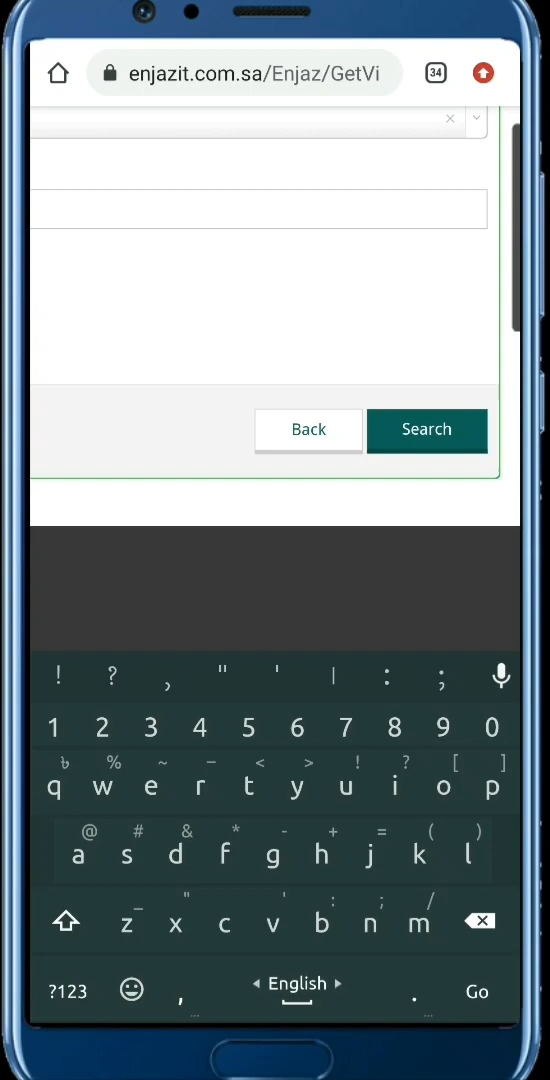 enjazit.com.sa/Enjaz/GetVi 34
Back Search
! ? , " ' | : ;
1 2 3 4 5 6 7 8 9 0
৳ % ~ – < > ! ? [ ]
q w e r t y u i o p
@ # & * - + = ( )
a s d f g h j k l
_ " ' : ; /
z x c v b n m
?123 , English . Go